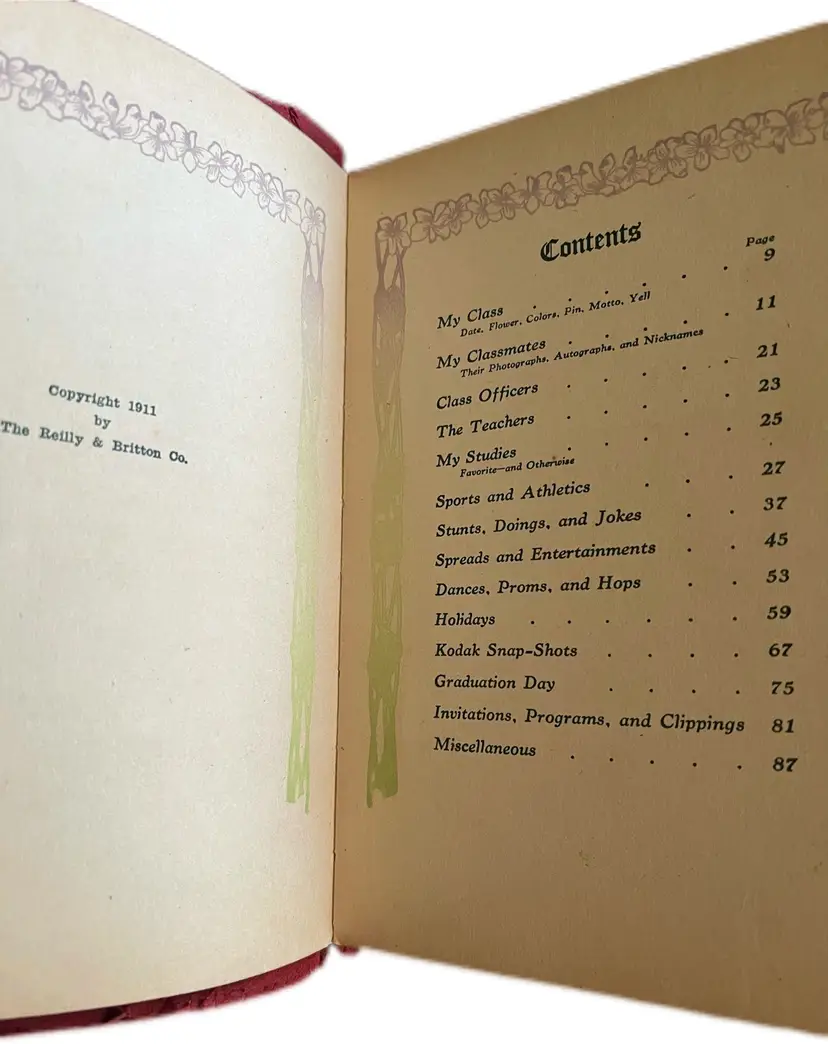 Copyright 1911
by
The Reilly & Britton Co.
Contents
Page
My Class . . . . . . 9
Date, Flower, Colors, Pin, Motto, Yell
My Classmates . . . . . 11
Their Photographs, Autographs, and Nicknames
Class Officers . . . . . 21
The Teachers . . . . . 23
My Studies . . . . . 25
Favorite—and Otherwise
Sports and Athletics . . . 27
Stunts, Doings, and Jokes . . 37
Spreads and Entertainments . . 45
Dances, Proms, and Hops . . 53
Holidays . . . . . . 59
Kodak Snap-Shots . . . . 67
Graduation Day . . . . 75
Invitations, Programs, and Clippings 81
Miscellaneous . . . . . 87